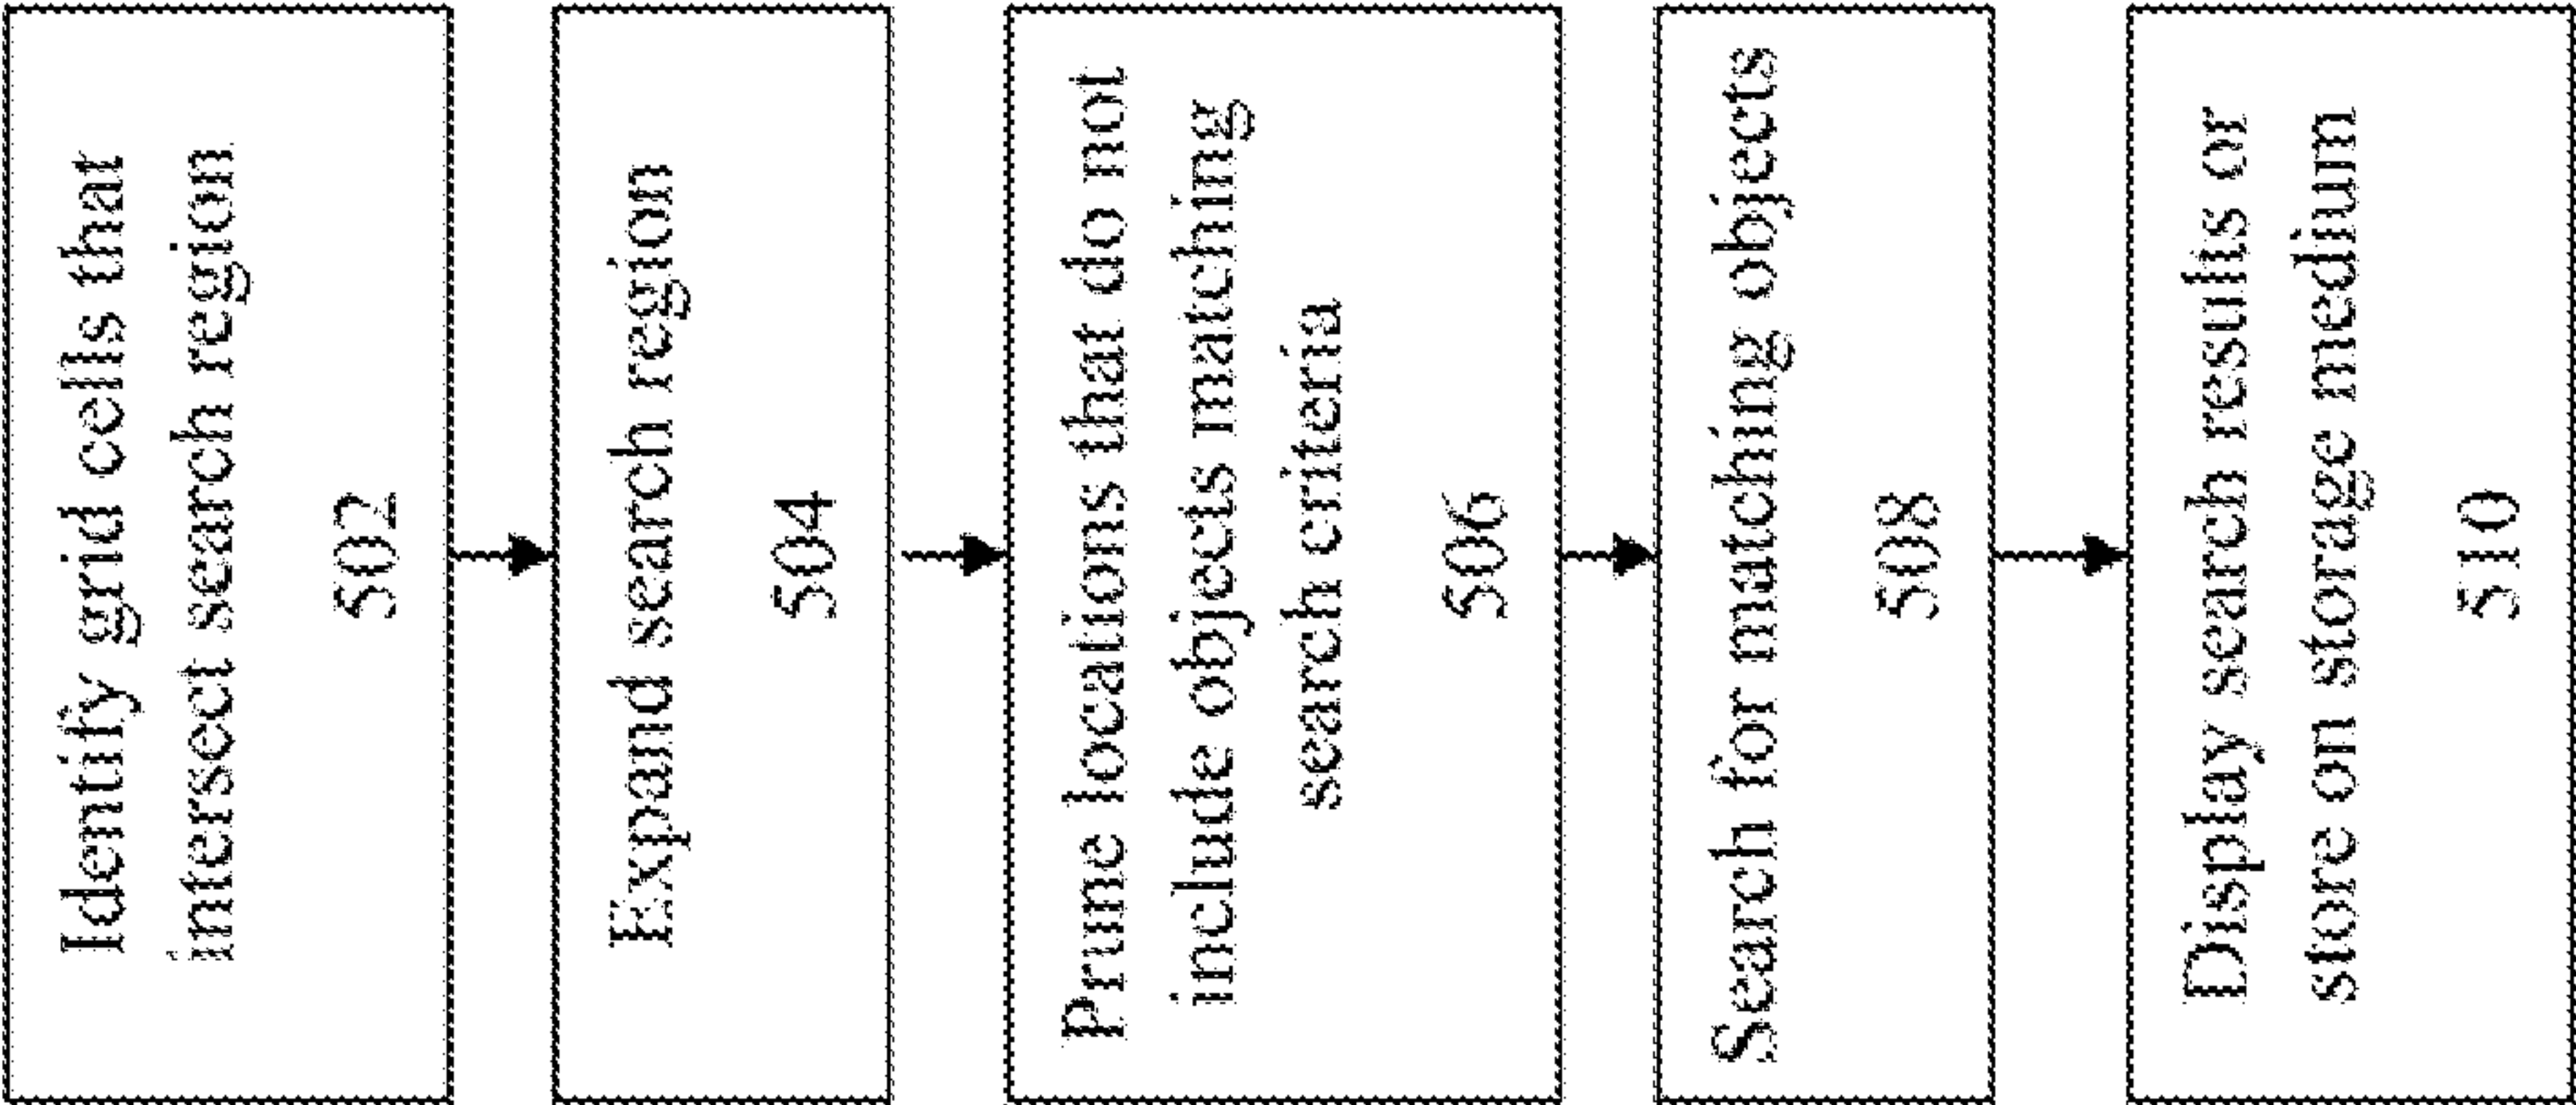 Identify grid cells that
intersect search region
502
Expand search region
504
Prune locations that do not
include objects matching
search criteria
506
Search for matching objects
508
Display search results or
store on storage medium
510